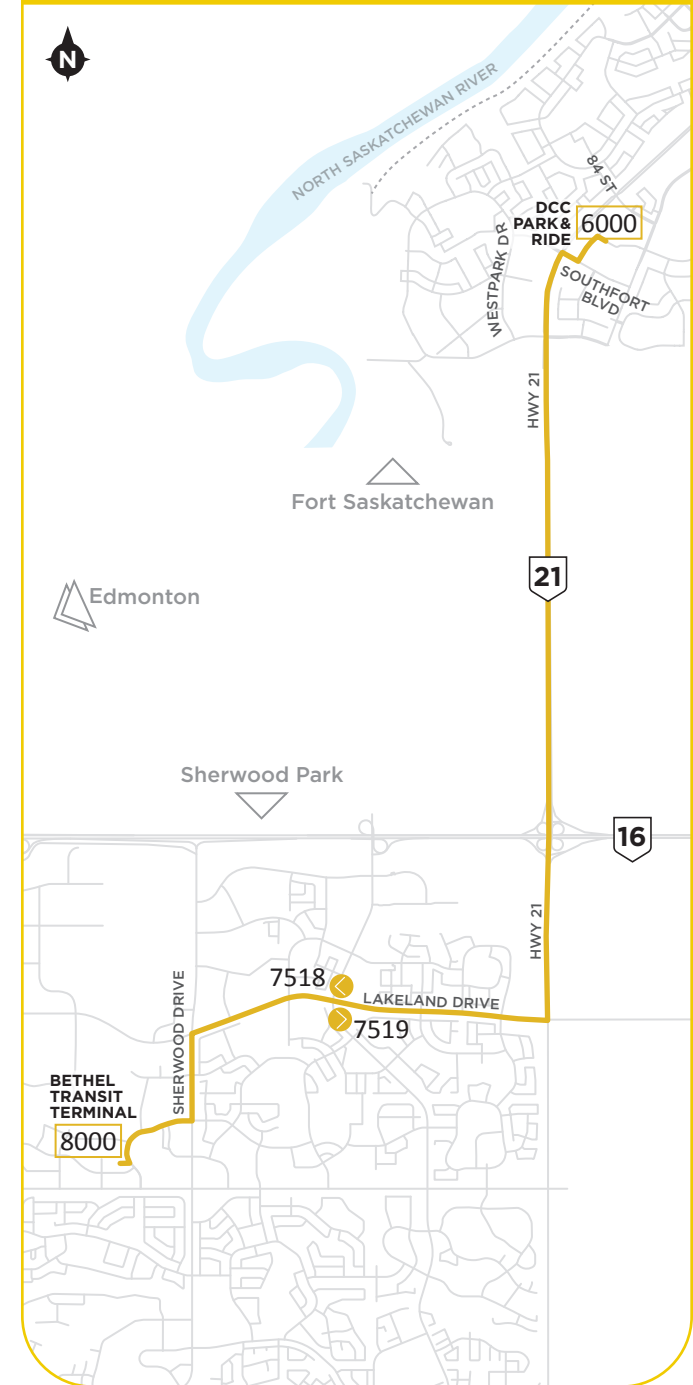 N
NORTH SASKATCHEWAN RIVER
84 ST
DCC
PARK &
RIDE
6000
WESTPARK DR
SOUTHFORT
BLVD
HWY 21
Fort Saskatchewan
21
Edmonton
Sherwood Park
16
HWY 21
7518
LAKELAND DRIVE
7519
SHERWOOD DRIVE
BETHEL
TRANSIT
TERMINAL
8000